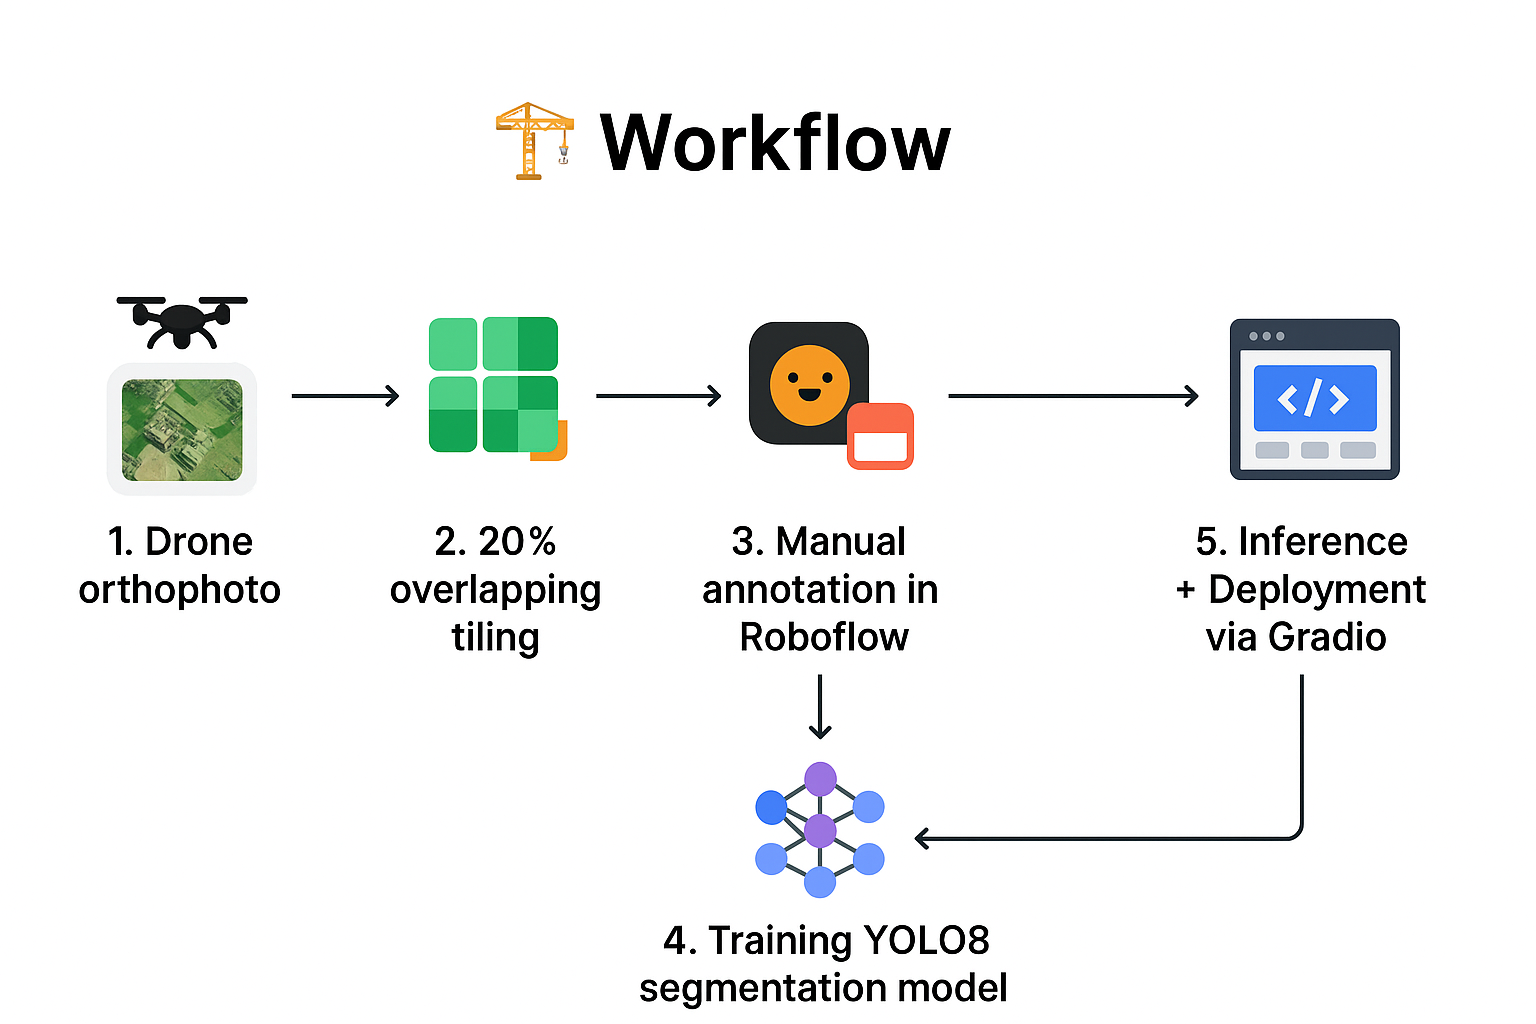 Workflow
1. Drone
orthophoto
2. 20%
overlapping
tiling
3. Manual
annotation in
Roboflow
5. Inference
+ Deployment
via Gradio
</>
4. Training YOLO8
segmentation model